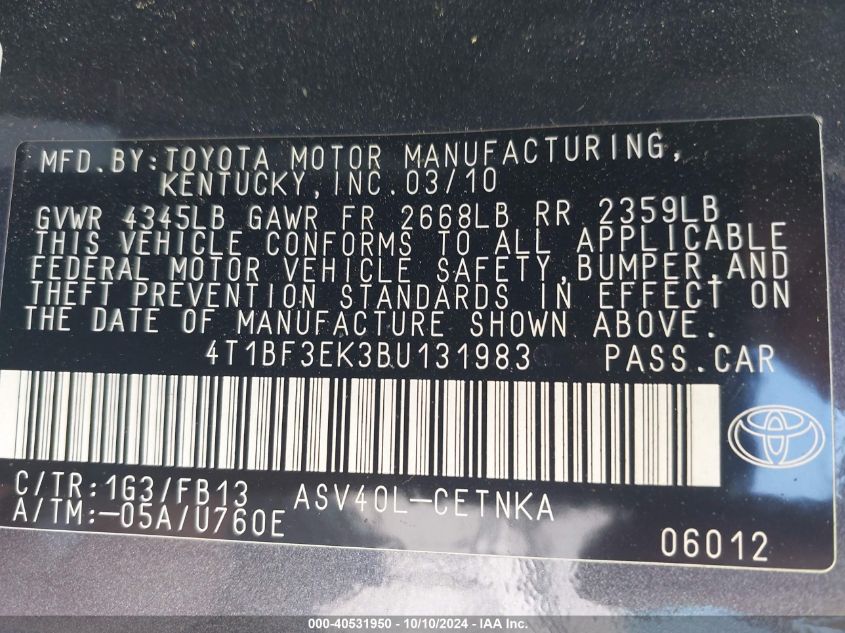 MFD.BY:TOYOTA MOTOR MANUFACTURING,
KENTUCKY,INC.03/10
GVWR 4345LB GAWR FR 2668LB RR 2359LB
THIS VEHICLE CONFORMS TO ALL APPLICABLE
FEDERAL MOTOR VEHICLE SAFETY,BUMPER,AND
THEFT PREVENTION STANDARDS IN EFFECT ON
THE DATE OF MANUFACTURE SHOWN ABOVE.
4T1BF3EK3BU131983 PASS.CAR
C/TR:1G3/FB13 ASV40L-CETNKA
A/TM:-05A/U760E
06012
000-40531950 - 10/10/2024 - IAA Inc.